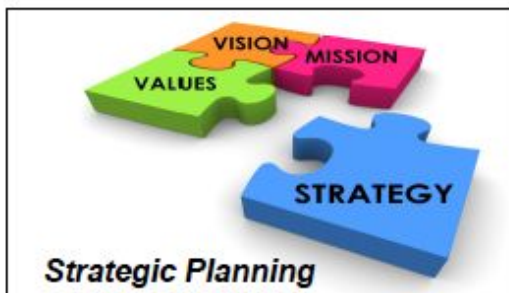 VISION
MISSION
VALUES
STRATEGY
Strategic Planning